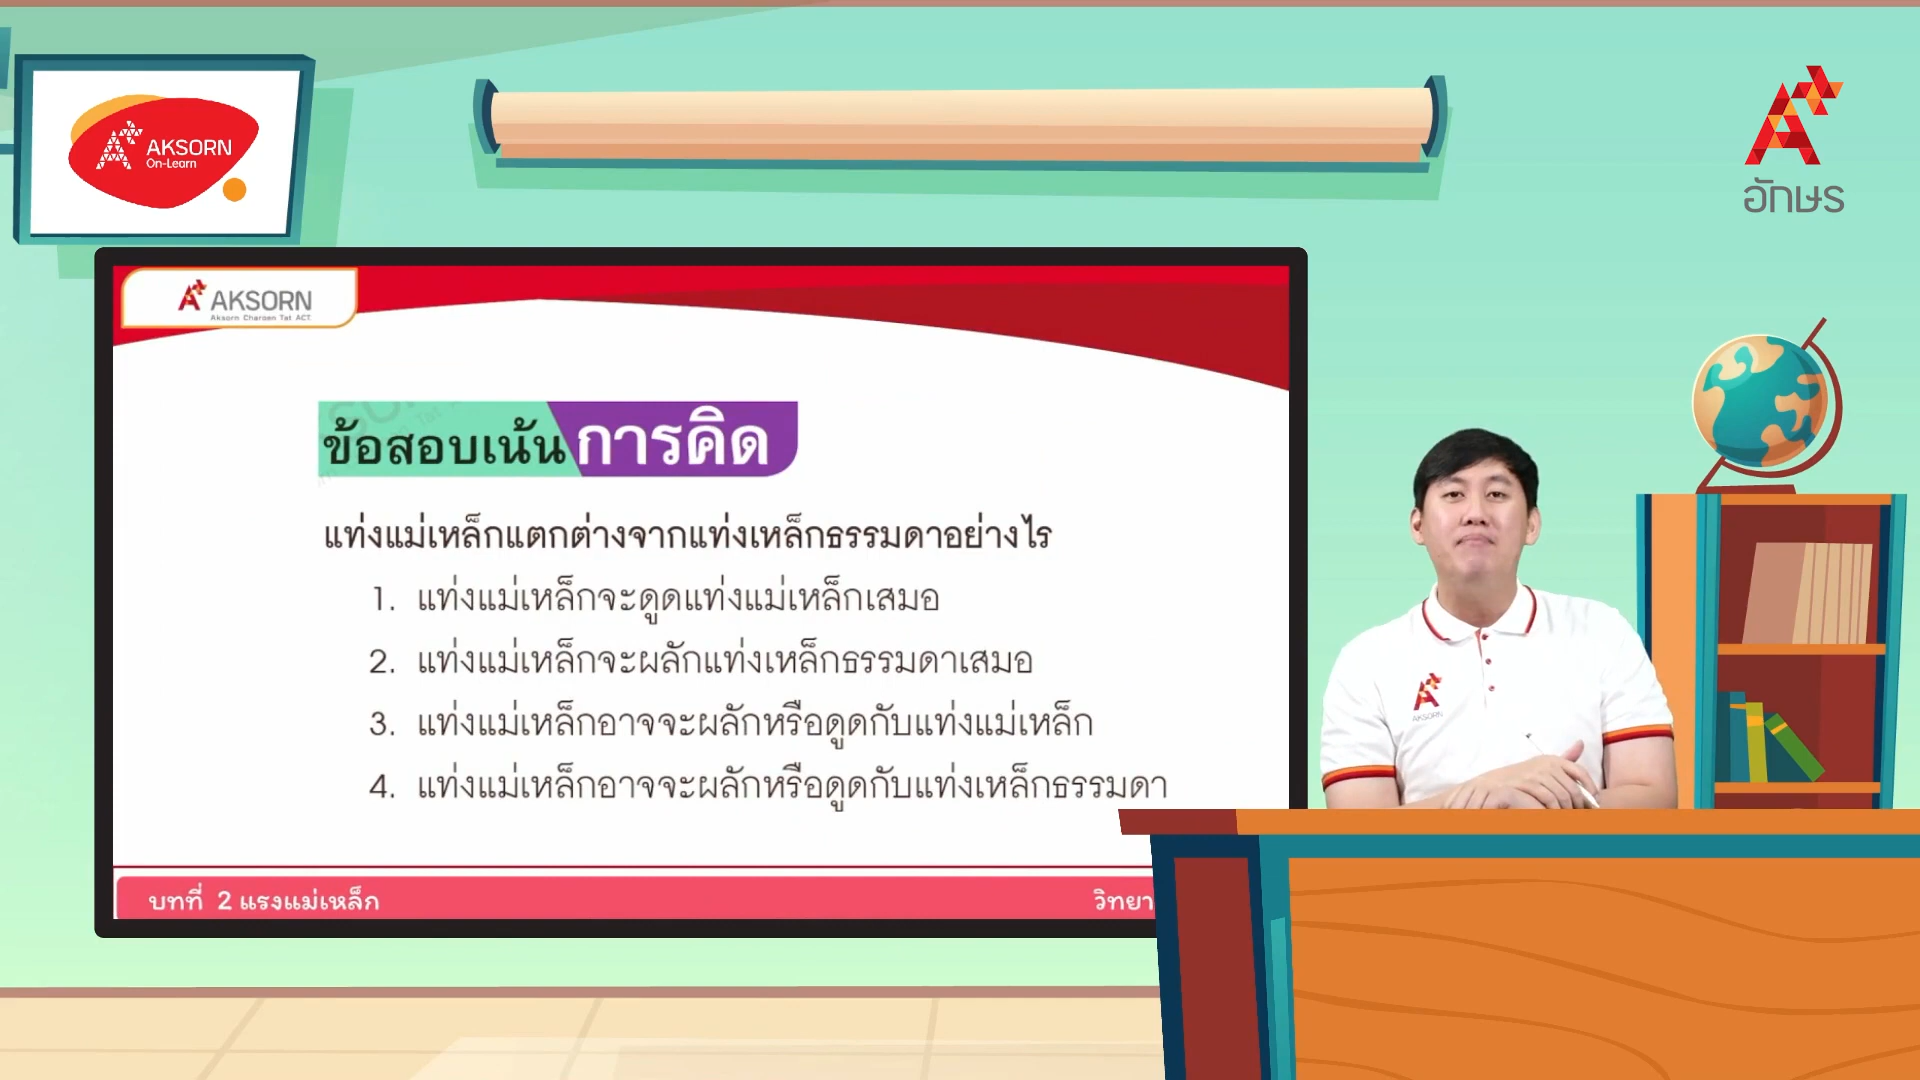 AKSORN
On-Learn
อักษร
AKSORN
Aksorn Charoen Tat ACT.
ข้อสอบเน้นการคิด
แท่งแม่เหล็กแตกต่างจากแท่งเหล็กธรรมดาอย่างไร
1. แท่งแม่เหล็กจะดูดแท่งแม่เหล็กเสมอ
2. แท่งแม่เหล็กจะผลักแท่งเหล็กธรรมดาเสมอ
3. แท่งแม่เหล็กอาจจะผลักหรือดูดกับแท่งแม่เหล็ก
4. แท่งแม่เหล็กอาจจะผลักหรือดูดกับแท่งเหล็กธรรมดา
AKSORN
บทที่ 2 แรงแม่เหล็ก
วิทยา